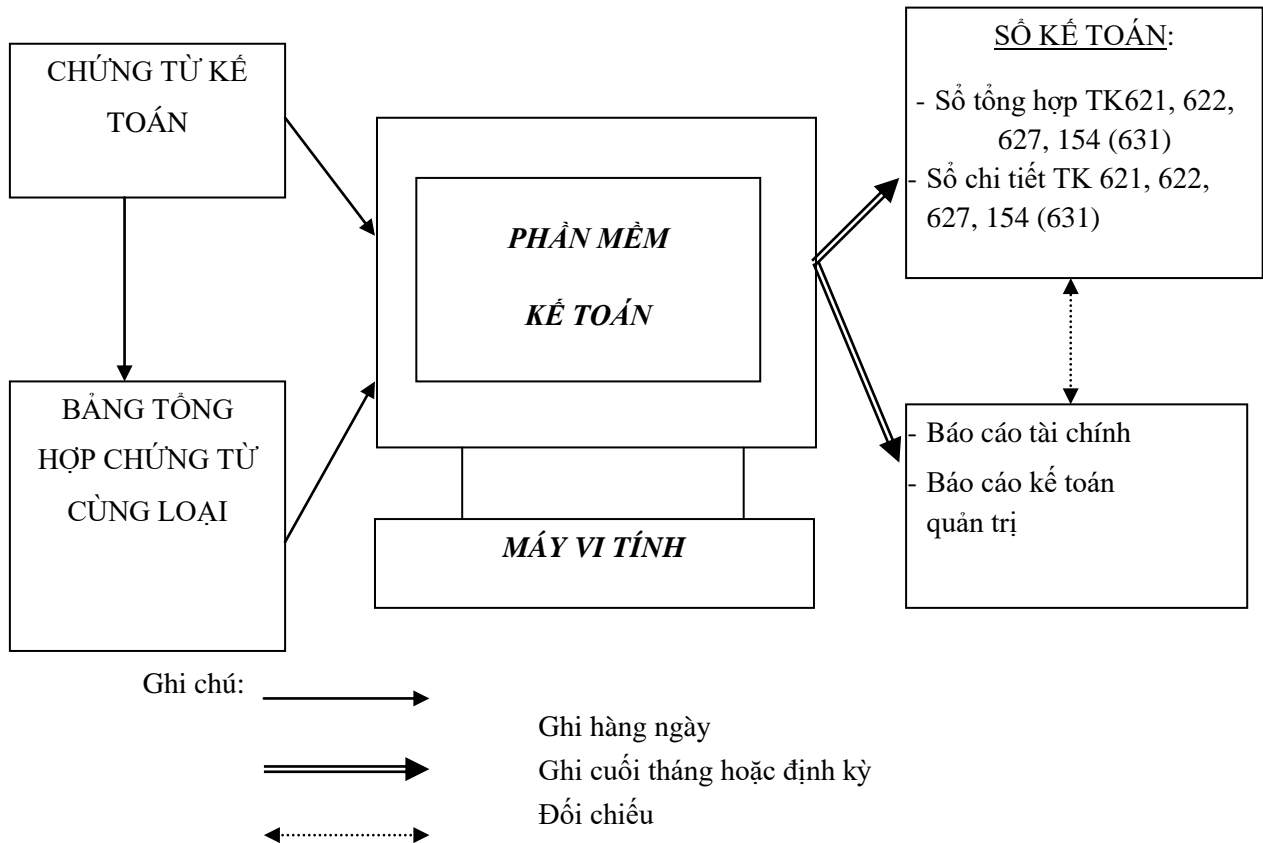 CHỨNG TỪ KẾ
TOÁN
BẢNG TỔNG
HỢP CHỨNG TỪ
CÙNG LOẠI
PHẦN MỀM
KẾ TOÁN
MÁY VI TÍNH
SỔ KẾ TOÁN:
- Sổ tổng hợp TK621, 622,
627, 154 (631)
- Sổ chi tiết TK 621, 622,
627, 154 (631)
- Báo cáo tài chính
- Báo cáo kế toán
quản trị
Ghi chú:
Ghi hàng ngày
Ghi cuối tháng hoặc định kỳ
Đối chiếu